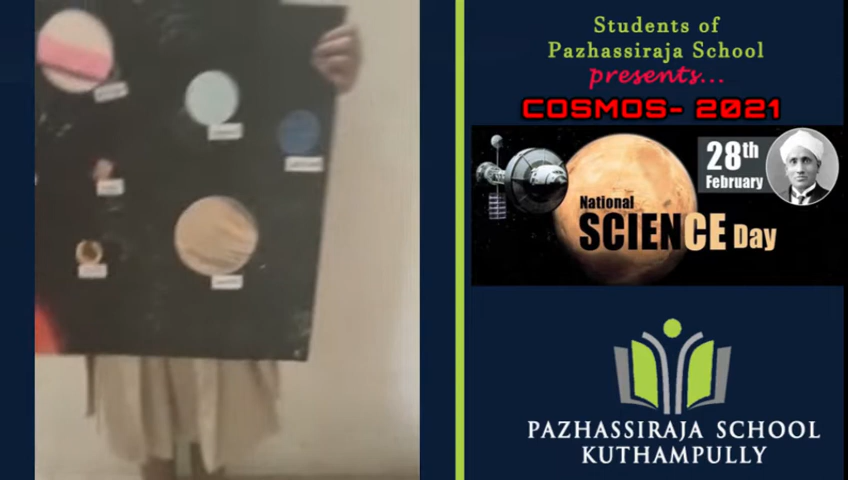 Students of
Pazhassiraja School
presents...
COSMOS- 2021
28th
February
National
SCIENCE Day
PAZHASSIRAJA SCHOOL
KUTHAMPULLY